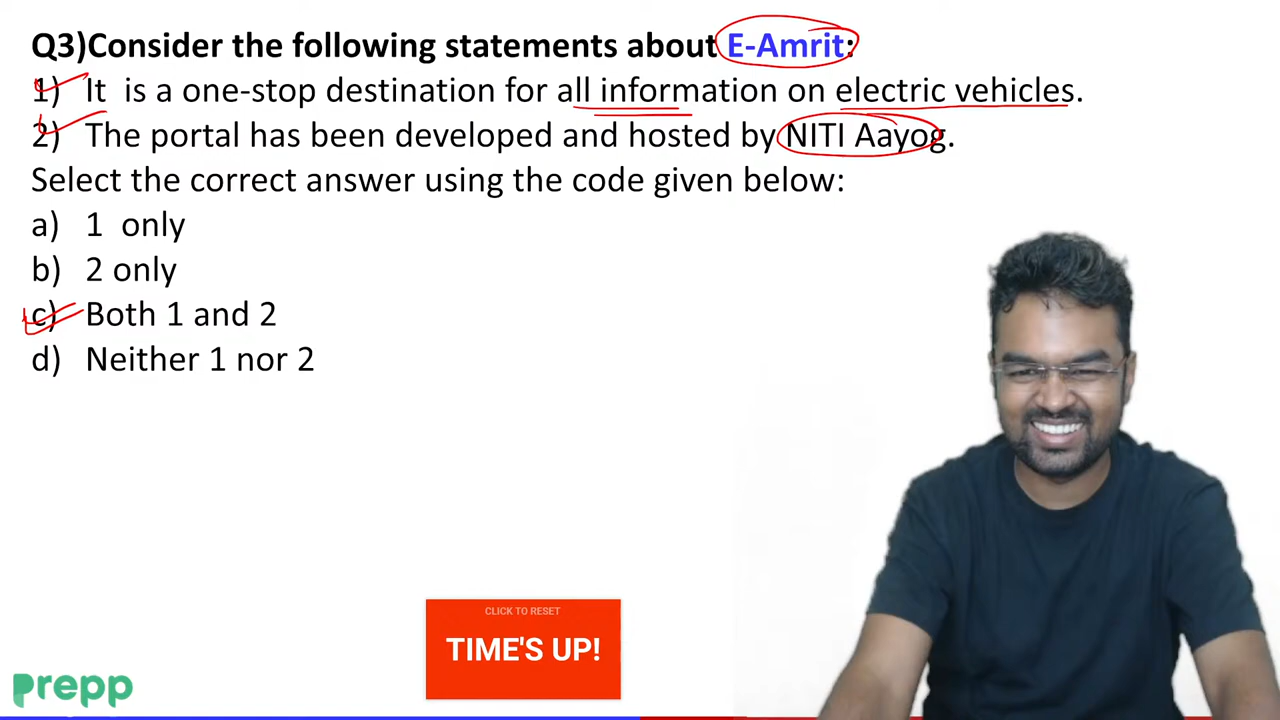 Q3)Consider the following statements about E-Amrit:
1) It is a one-stop destination for all information on electric vehicles.
2) The portal has been developed and hosted by NITI Aayog.
Select the correct answer using the code given below:
a) 1 only
b) 2 only
c) Both 1 and 2
d) Neither 1 nor 2
CLICK TO RESET
TIME'S UP!
prepp